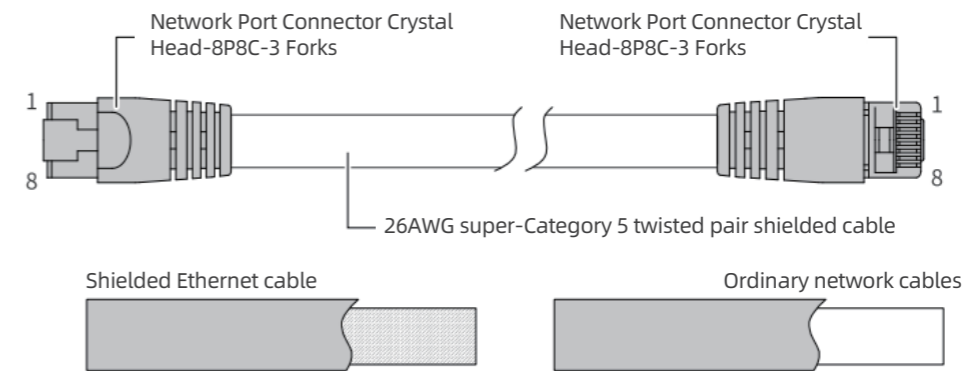 Network Port Connector Crystal
Head-8P8C-3 Forks
Network Port Connector Crystal
Head-8P8C-3 Forks
1
8
1
8
26AWG super-Category 5 twisted pair shielded cable
Shielded Ethernet cable
Ordinary network cables